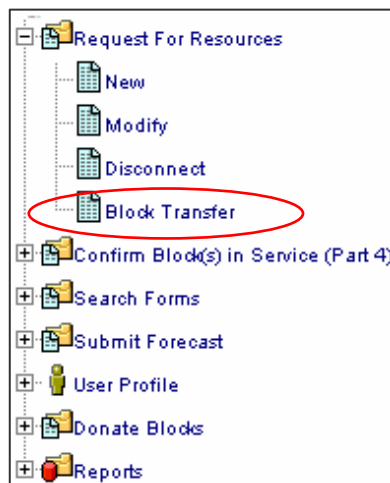 Request For Resources
New
Modify
Disconnect
Block Transfer
Confirm Block(s) in Service (Part 4)
Search Forms
Submit Forecast
User Profile
Donate Blocks
Reports